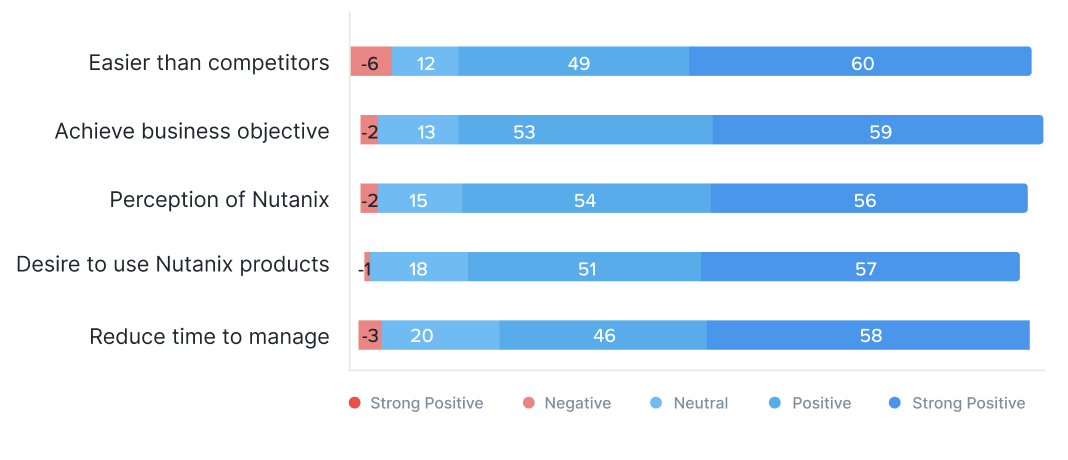 Easier than competitors -6 12 49 60
Achieve business objective -2 13 53 59
Perception of Nutanix -2 15 54 56
Desire to use Nutanix products -1 18 51 57
Reduce time to manage -3 20 46 58
Strong Positive Negative Neutral Positive Strong Positive